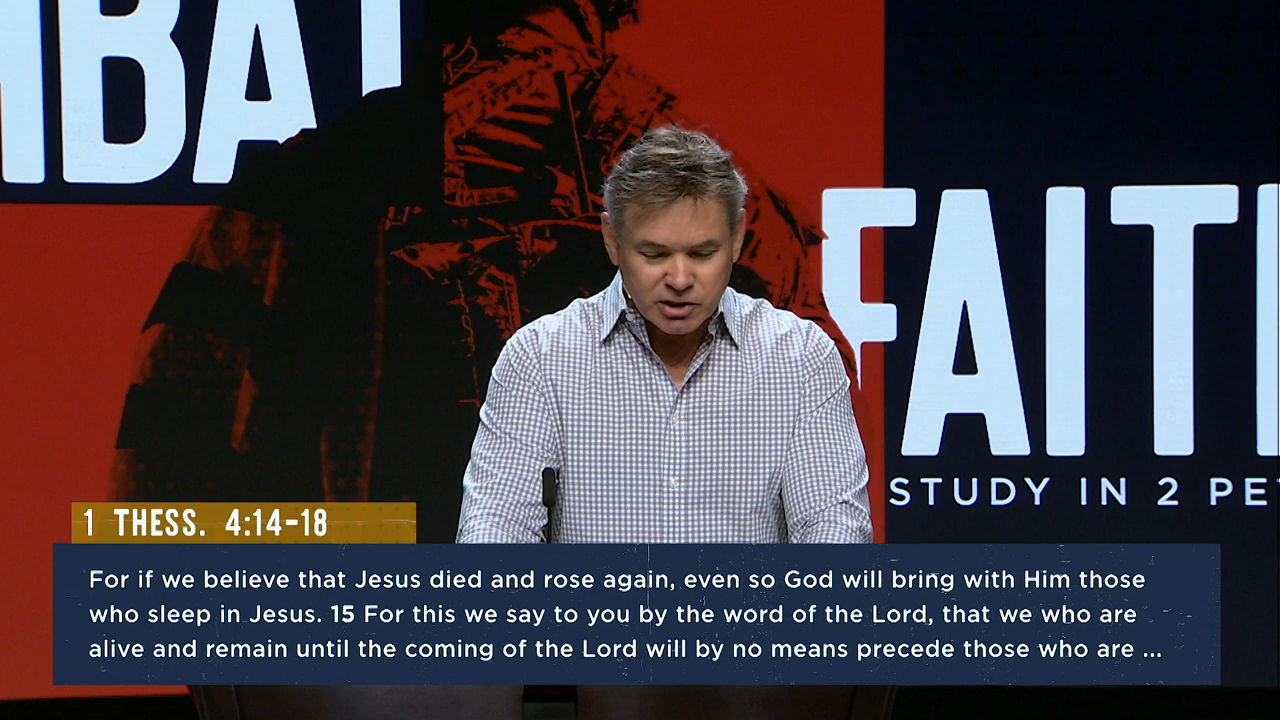 MBAT
FAITH
STUDY IN 2 PE
1 THESS. 4:14-18
For if we believe that Jesus died and rose again, even so God will bring with Him those
who sleep in Jesus. 15 For this we say to you by the word of the Lord, that we who are
alive and remain until the coming of the Lord will by no means precede those who are ...